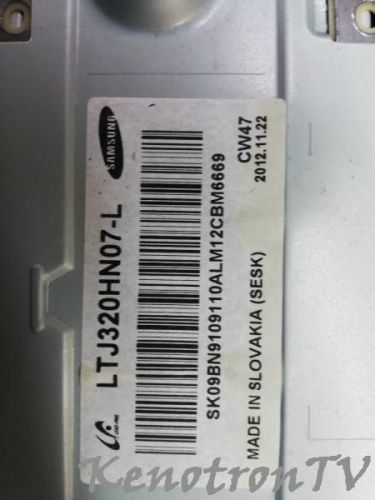 SAMSUNG
LTJ320HN07-L
SK09BN9109110ALM12CBM6669
CW47
2012.11.22
MADE IN SLOVAKIA (SESK)
KenotronTV